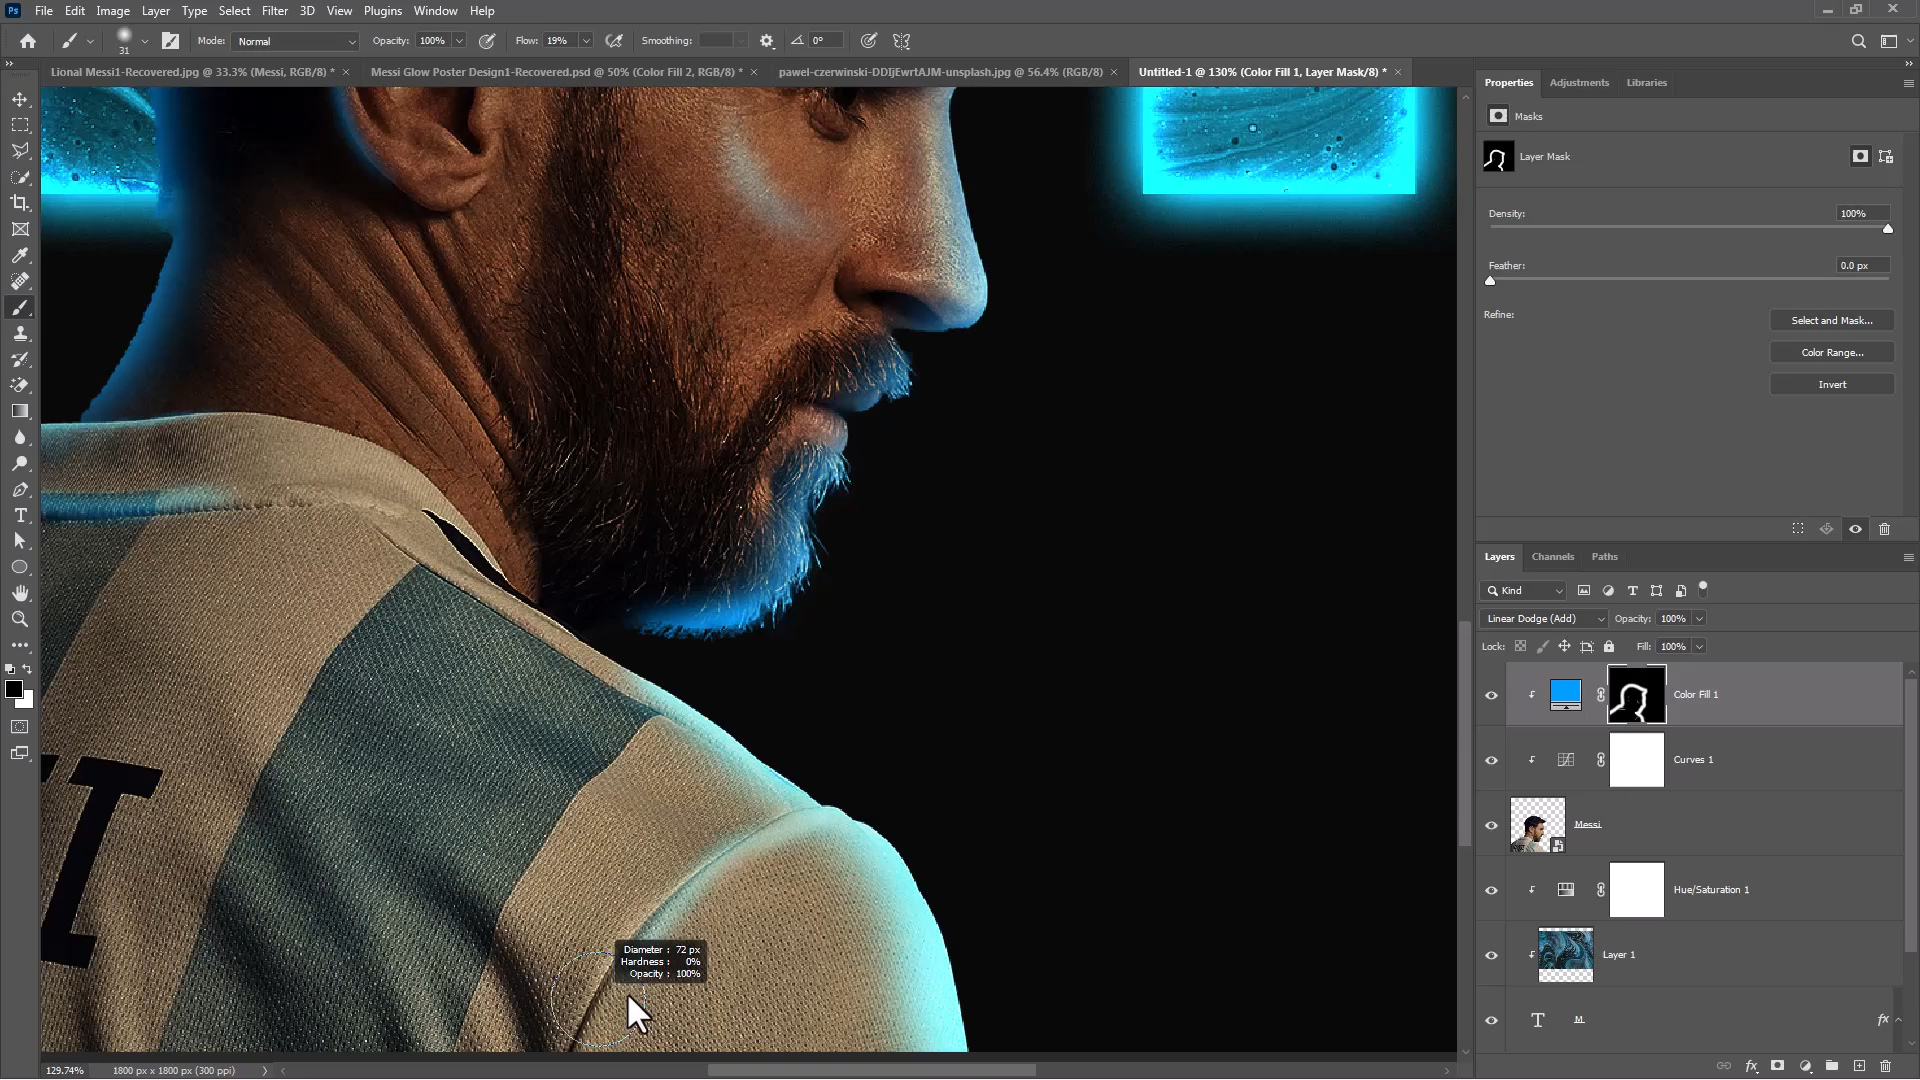 Ps File Edit Image Layer Type Select Filter 3D View Plugins Window Help
31 Mode: Normal Opacity: 100% Flow: 19% Smoothing: 0°
Lional Messi1-Recovered.jpg @ 33.3% (Messi, RGB/8) * × Messi Glow Poster Design1-Recovered.psd @ 50% (Color Fill 2, RGB/8) * × pawel-czerwinski-DDIjEwrtAJM-unsplash.jpg @ 56.4% (RGB/8) × Untitled-1 @ 130% (Color Fill 1, Layer Mask/8) * ×
Properties Adjustments Libraries
Masks
Layer Mask
Density: 100%
Feather: 0.0 px
Refine: Select and Mask...
Color Range...
Invert
Layers Channels Paths
Kind
Linear Dodge (Add) Opacity: 100%
Lock: Fill: 100%
Color Fill 1
Curves 1
Messi
Hue/Saturation 1
Layer 1
T M fx
Diameter : 72 px
Hardness : 0%
Opacity : 100%
129.74% 1800 px x 1800 px (300 ppi)